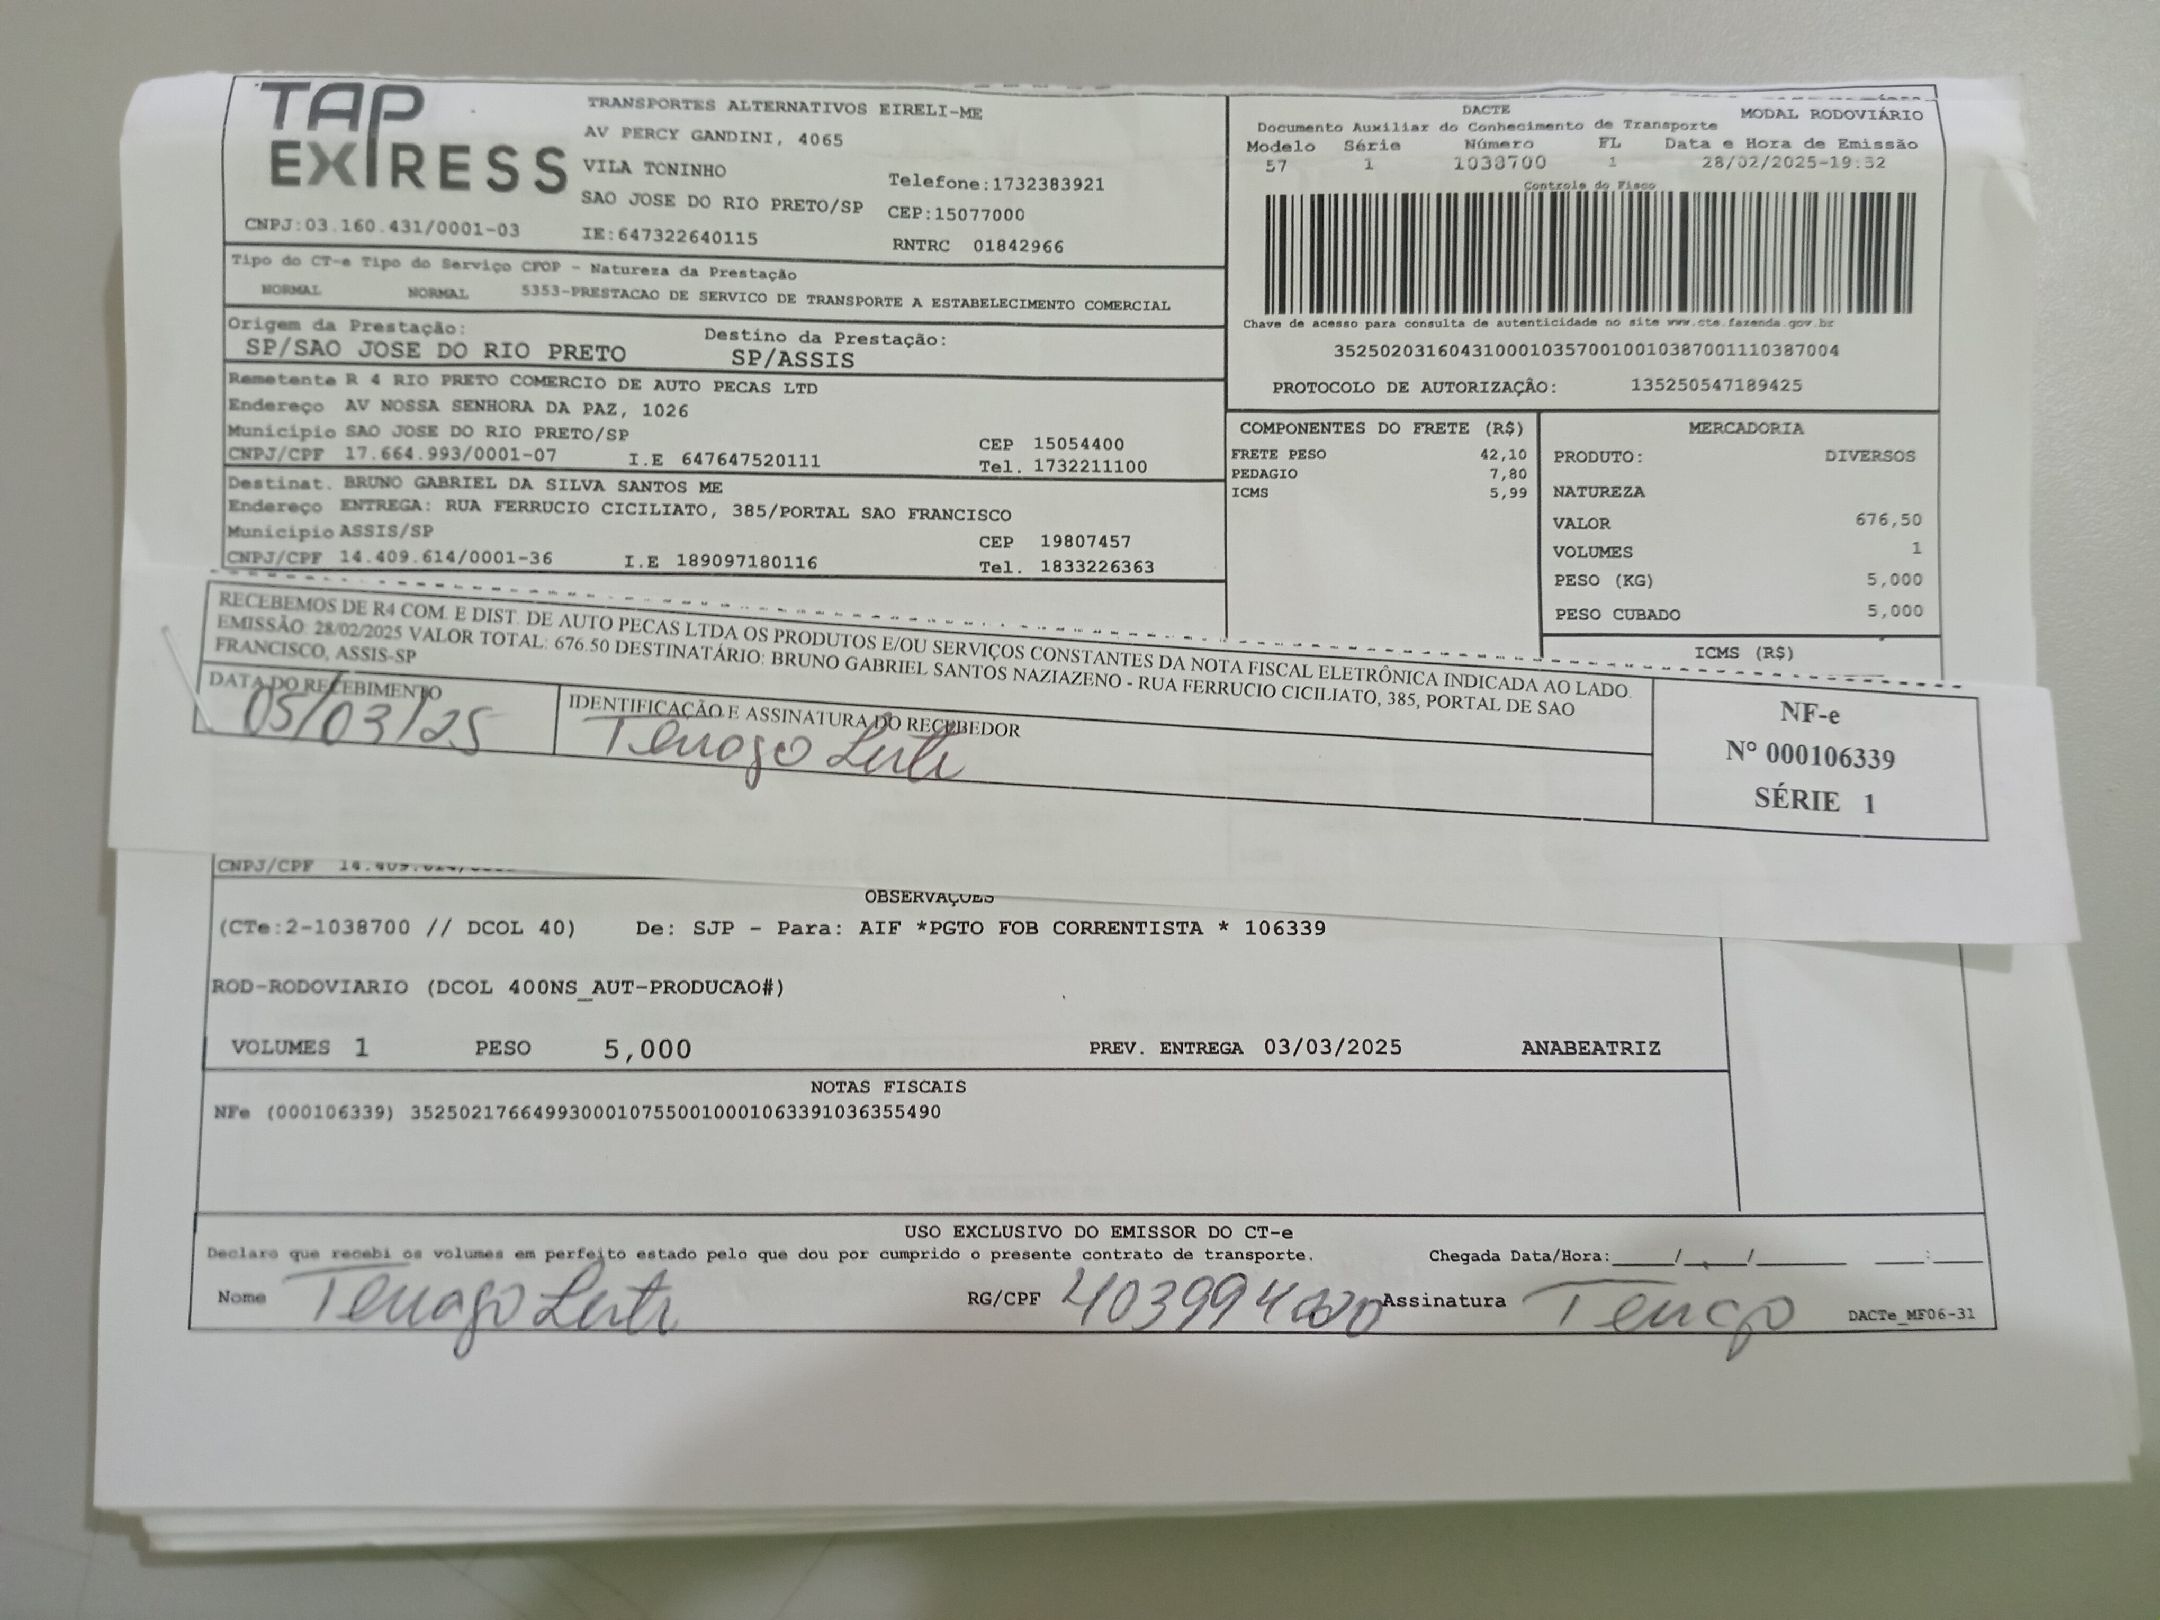 TAP EXPRESS
TRANSPORTES ALTERNATIVOS EIRELI-ME
AV PERCY GANDINI, 4065
VILA TONINHO
SAO JOSE DO RIO PRETO/SP
Telefone:1732383921
CEP:15077000
CNPJ:03.160.431/0001-03 IE:647322640115 RNTRC 01842966
Tipo do CT-e Tipo do Serviço CFOP - Natureza da Prestação
NORMAL NORMAL 5353-PRESTACAO DE SERVICO DE TRANSPORTE A ESTABELECIMENTO COMERCIAL
Origem da Prestação: Destino da Prestação:
SP/SAO JOSE DO RIO PRETO SP/ASSIS
Remetente R 4 RIO PRETO COMERCIO DE AUTO PECAS LTD
Endereço AV NOSSA SENHORA DA PAZ, 1026
Municipio SAO JOSE DO RIO PRETO/SP CEP 15054400
CNPJ/CPF 17.664.993/0001-07 I.E 647647520111 Tel. 1732211100
Destinat. BRUNO GABRIEL DA SILVA SANTOS ME
Endereço ENTREGA: RUA FERRUCIO CICILIATO, 385/PORTAL SAO FRANCISCO
Municipio ASSIS/SP CEP 19807457
CNPJ/CPF 14.409.614/0001-36 I.E 189097180116 Tel. 1833226363
DACTE MODAL RODOVIÁRIO
Documento Auxiliar do Conhecimento de Transporte
Modelo Série Número FL Data e Hora de Emissão
57 1 1038700 1 28/02/2025-19:52
Controle do Fisco
Chave de acesso para consulta de autenticidade no site www.cte.fazenda.gov.br
35250203160431000103570010010387001110387004
PROTOCOLO DE AUTORIZAÇÃO: 135250547189425
COMPONENTES DO FRETE (R$)
FRETE PESO 42,10
PEDAGIO 7,80
ICMS 5,99
MERCADORIA
PRODUTO: DIVERSOS
NATUREZA
VALOR 676,50
VOLUMES 1
PESO (KG) 5,000
PESO CUBADO 5,000
ICMS (R$)
RECEBEMOS DE R4 COM. E DIST. DE AUTO PECAS LTDA OS PRODUTOS E/OU SERVIÇOS CONSTANTES DA NOTA FISCAL ELETRÔNICA INDICADA AO LADO.
EMISSÃO: 28/02/2025 VALOR TOTAL: 676.50 DESTINATÁRIO: BRUNO GABRIEL SANTOS NAZIAZENO - RUA FERRUCIO CICILIATO, 385, PORTAL DE SAO
FRANCISCO, ASSIS-SP
DATA DO RECEBIMENTO
05/03/25
IDENTIFICAÇÃO E ASSINATURA DO RECEBEDOR
NF-e
Nº 000106339
SÉRIE 1
CNPJ/CPF
OBSERVAÇÕES
(CTe:2-1038700 // DCOL 40) De: SJP - Para: AIF *PGTO FOB CORRENTISTA * 106339
ROD-RODOVIARIO (DCOL 400NS_AUT-PRODUCAO#)
VOLUMES 1 PESO 5,000 PREV. ENTREGA 03/03/2025 ANABEATRIZ
NOTAS FISCAIS
NFe (000106339) 35250217664993000107550010001063391036355490
USO EXCLUSIVO DO EMISSOR DO CT-e
Declaro que recebi os volumes em perfeito estado pelo que dou por cumprido o presente contrato de transporte. Chegada Data/Hora:____/____/______ ____:____
Nome RG/CPF Assinatura DACTe_MF06-31